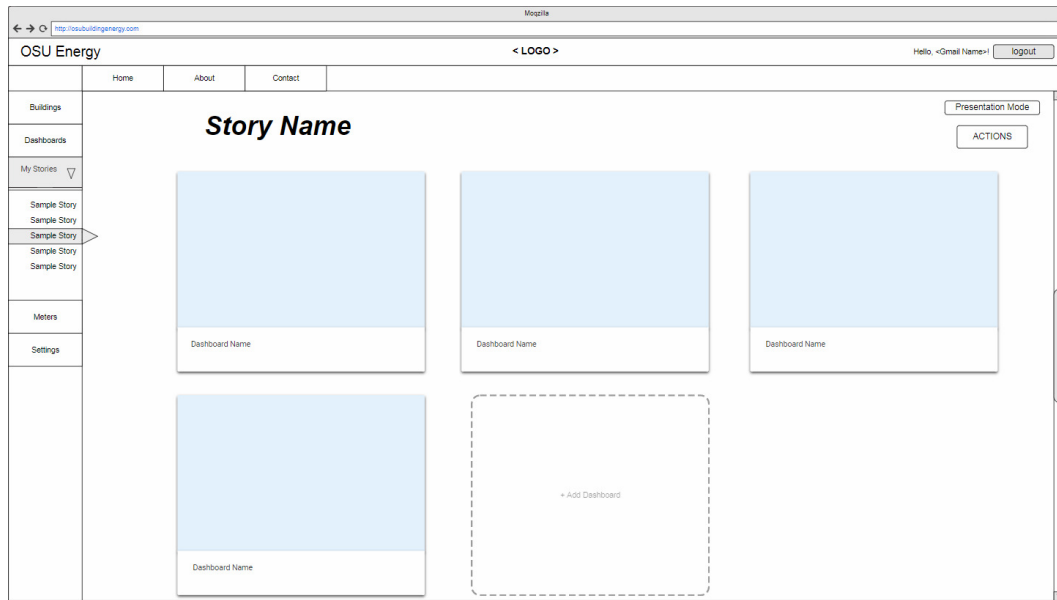 Moqzilla
http://osubuildingenergy.com
OSU Energy
< LOGO >
Hello, <Gmail Name>!
logout
Home
About
Contact
Buildings
Dashboards
My Stories
Sample Story
Sample Story
Sample Story
Sample Story
Sample Story
Meters
Settings
Story Name
Presentation Mode
ACTIONS
Dashboard Name
Dashboard Name
Dashboard Name
Dashboard Name
+ Add Dashboard